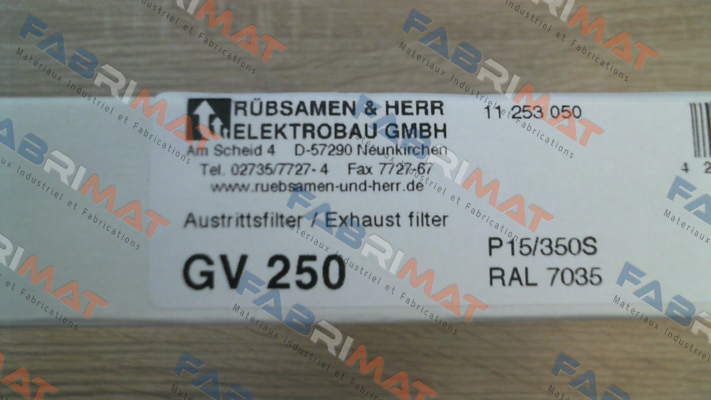 RÜBSAMEN & HERR
ELEKTROBAU GMBH
Am Scheid 4 D-57290 Neunkirchen
Tel. 02735/7727-4 Fax 7727-67
www.ruebsamen-und-herr.de
11 253 050
4 2
Austrittsfilter / Exhaust filter
GV 250
P15/350S
RAL 7035
FABRIMAT
Matériaux Industriel et Fabrications